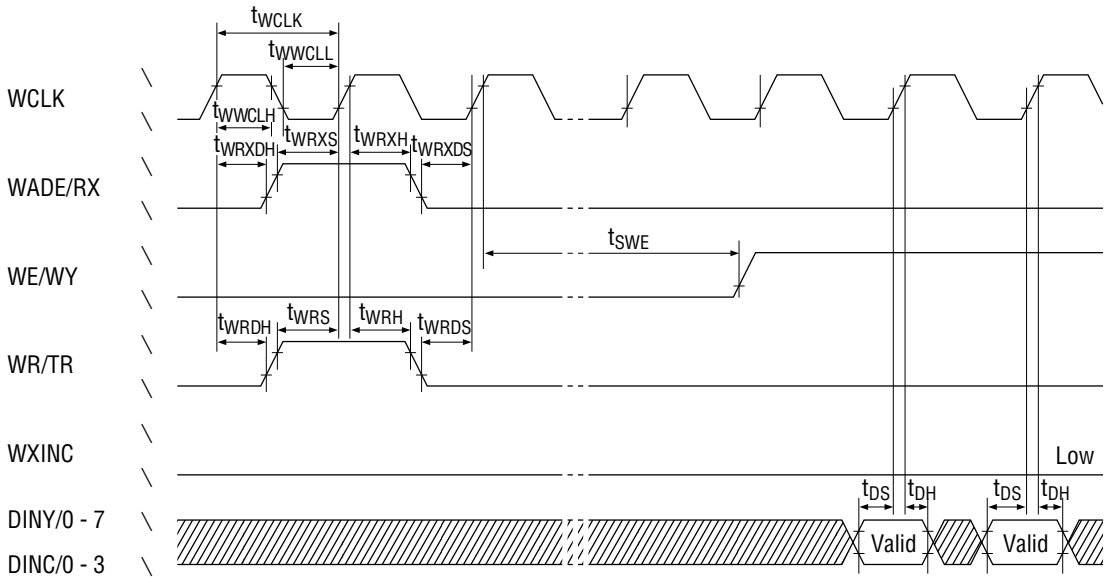 tWCLK
tWWCLL
WCLK
tWWCLH
tWRXDH tWRXS tWRXH tWRXDS
WADE/RX
tSWE
WE/WY
tWRDH tWRS tWRH tWRDS
WR/TR
WXINC Low
tDS tDH tDS tDH
DINY/0 - 7
Valid Valid
DINC/0 - 3